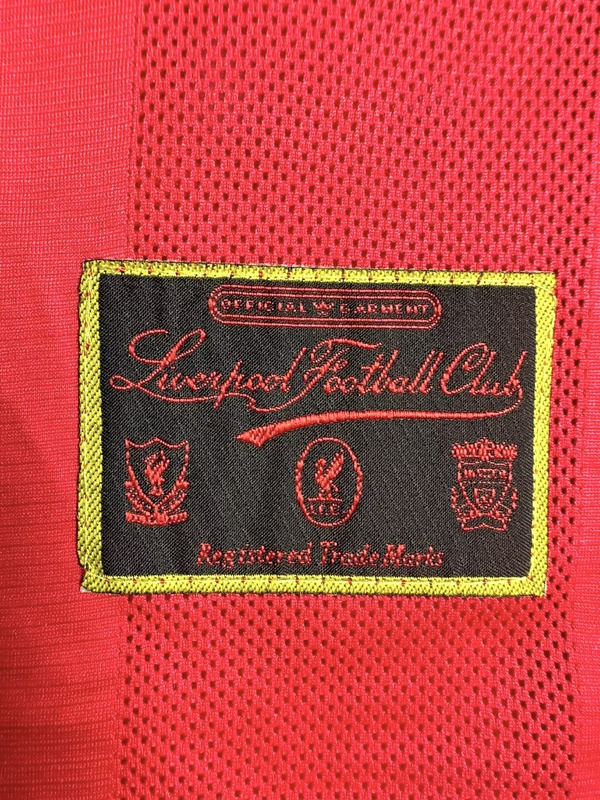 OFFICIAL GARMENT
Liverpool Football Club
L.F.C.
Registered Trade Marks